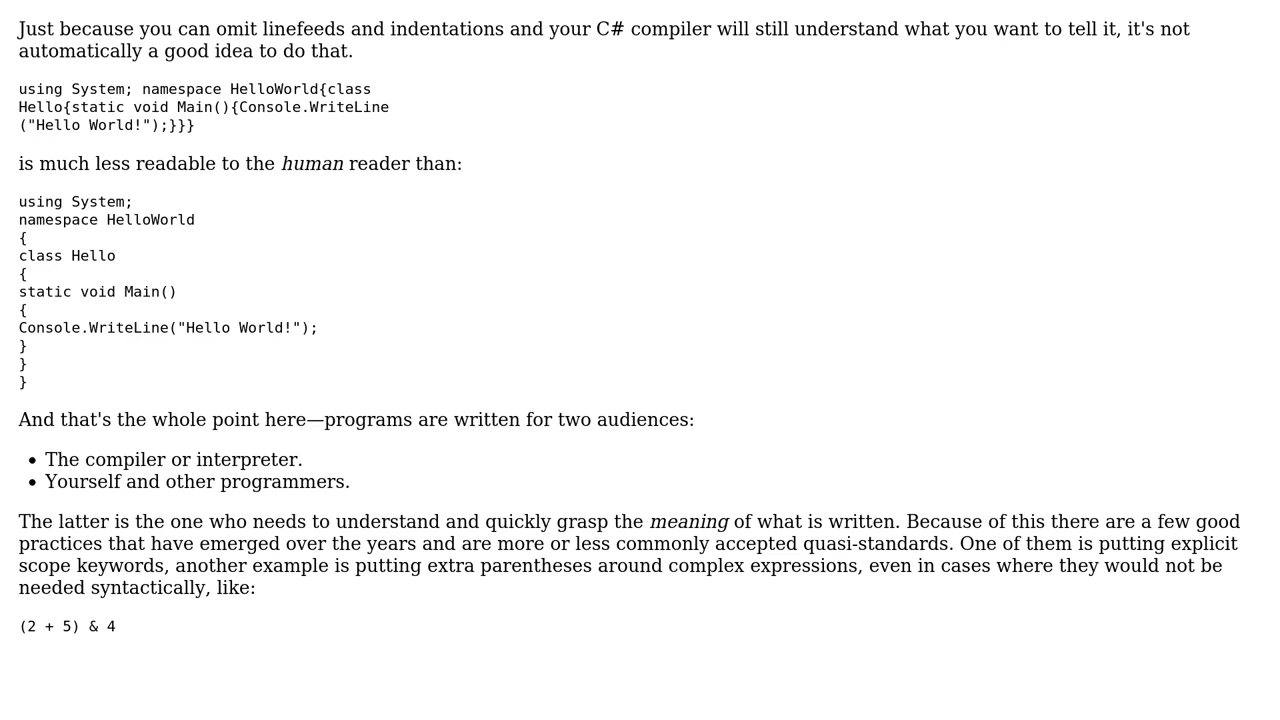 Just because you can omit linefeeds and indentations and your C# compiler will still understand what you want to tell it, it's not
automatically a good idea to do that.
using System; namespace HelloWorld{class
Hello{static void Main(){Console.WriteLine
("Hello World!");}}}
is much less readable to the human reader than:
using System;
namespace HelloWorld
{
class Hello
{
static void Main()
{
Console.WriteLine("Hello World!");
}
}
}
And that's the whole point here—programs are written for two audiences:
• The compiler or interpreter.
• Yourself and other programmers.
The latter is the one who needs to understand and quickly grasp the meaning of what is written. Because of this there are a few good
practices that have emerged over the years and are more or less commonly accepted quasi-standards. One of them is putting explicit
scope keywords, another example is putting extra parentheses around complex expressions, even in cases where they would not be
needed syntactically, like:
(2 + 5) & 4